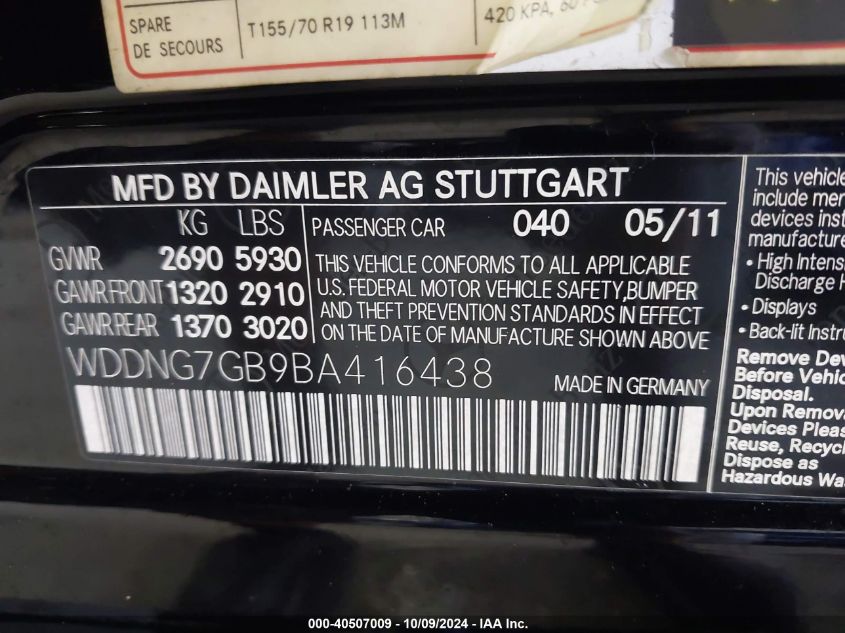 SPARE
DE SECOURS
T155/70 R19 113M
420 KPA, 60
MFD BY DAIMLER AG STUTTGART
KG LBS
GVWR 2690 5930
GAWR FRONT 1320 2910
GAWR REAR 1370 3020
PASSENGER CAR 040 05/11
THIS VEHICLE CONFORMS TO ALL APPLICABLE
U.S. FEDERAL MOTOR VEHICLE SAFETY,BUMPER
AND THEFT PREVENTION STANDARDS IN EFFECT
ON THE DATE OF MANUFACTURE SHOWN ABOVE
WDDNG7GB9BA416438
MADE IN GERMANY
This vehicle
include mer
devices inst
manufacture
• High Intens
Discharge H
• Displays
• Back-lit Instru
Remove Dev
Before Vehic
Disposal.
Upon Remova
Devices Pleas
Reuse, Recycl
Dispose as
Hazardous Wa
000-40507009 - 10/09/2024 - IAA Inc.